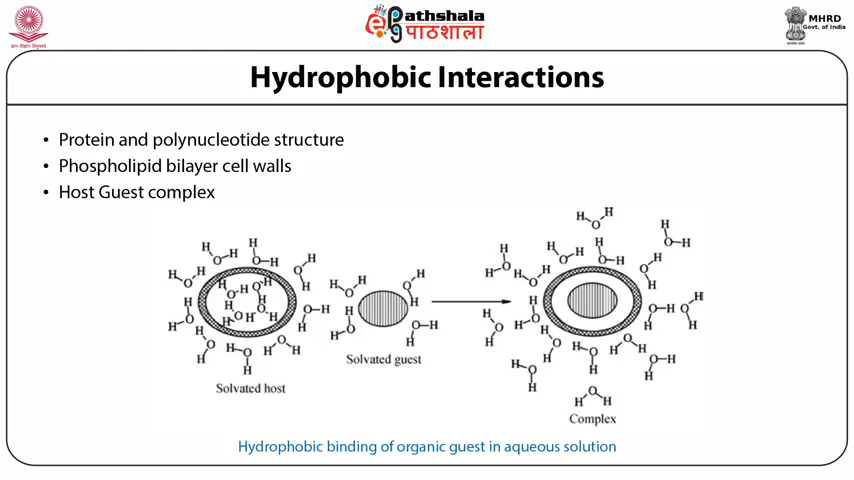 ज्ञान-विज्ञान विमुक्तये
ePathshala
पाठशाला
MHRD
Govt. of India
Hydrophobic Interactions
• Protein and polynucleotide structure
• Phospholipid bilayer cell walls
• Host Guest complex
Solvated host
Solvated guest
Complex
Hydrophobic binding of organic guest in aqueous solution